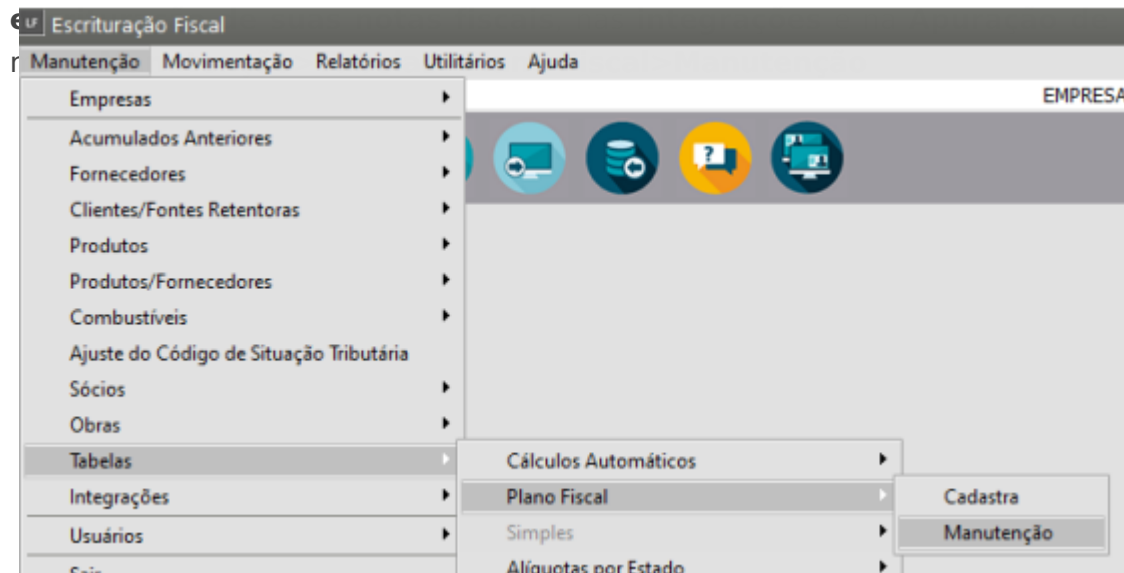 LF Escrituração Fiscal
Manutenção Movimentação Relatórios Utilitários Ajuda
Empresas
EMPRESA
Acumulados Anteriores
Fornecedores
Clientes/Fontes Retentoras
Produtos
Produtos/Fornecedores
Combustíveis
Ajuste do Código de Situação Tributária
Sócios
Obras
Tabelas
Cálculos Automáticos
Integrações
Plano Fiscal
Cadastra
Usuários
Simples
Manutenção
Sair
Alíquotas por Estado